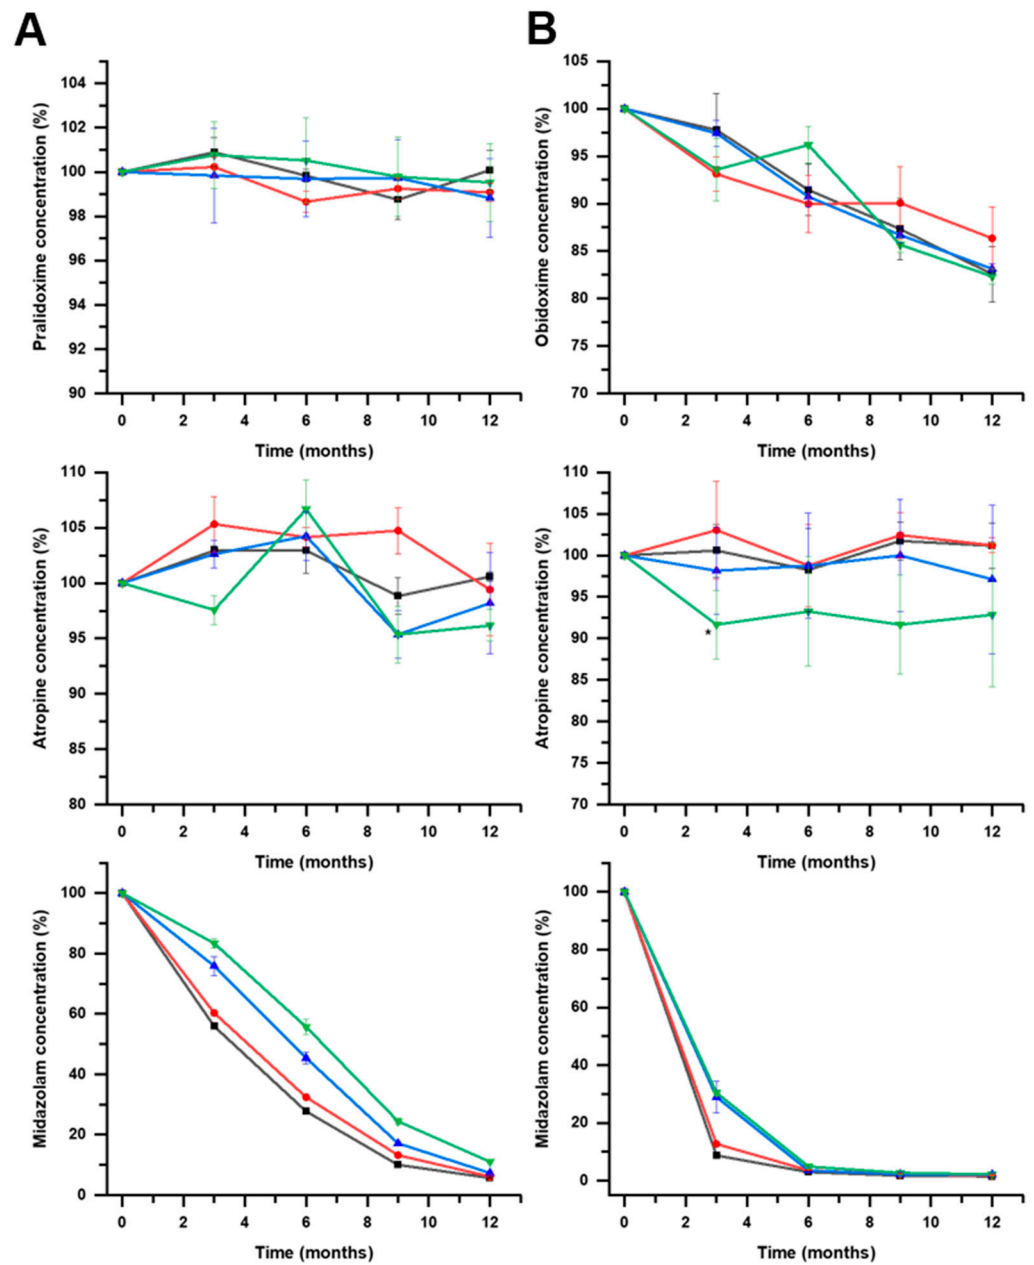 A
B
Pralidoxime concentration (%)
104
102
100
98
96
94
92
90
0 2 4 6 8 10 12
Time (months)
Obidoxime concentration (%)
105
100
95
90
85
80
75
70
0 2 4 6 8 10 12
Time (months)
Atropine concentration (%)
110
105
100
95
90
85
80
0 2 4 6 8 10 12
Time (months)
Atropine concentration (%)
110
105
100
95
90
85
80
75
70
*
0 2 4 6 8 10 12
Time (months)
Midazolam concentration (%)
100
80
60
40
20
0
0 2 4 6 8 10 12
Time (months)
Midazolam concentration (%)
100
80
60
40
20
0
0 2 4 6 8 10 12
Time (months)